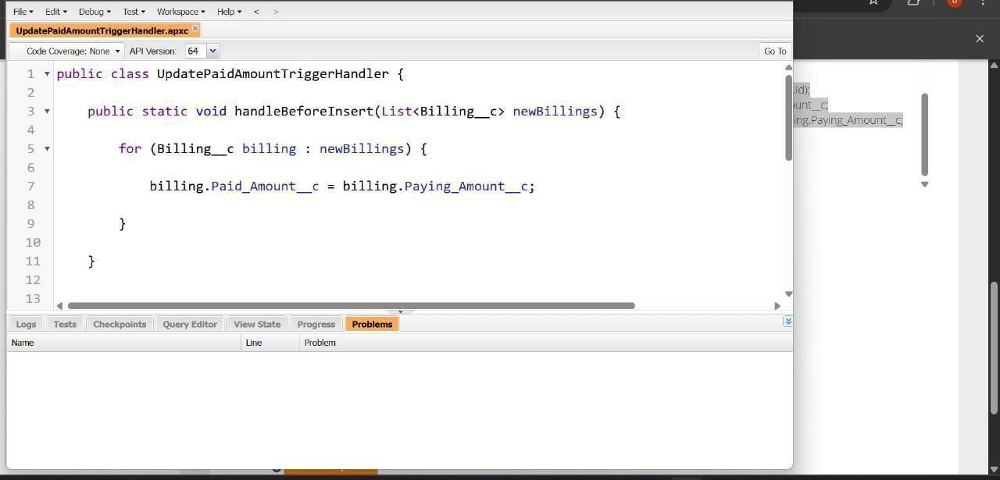 File Edit Debug Test Workspace Help < >
UpdatePaidAmountTriggerHandler.apxc
Code Coverage: None API Version: 64 Go To
1 public class UpdatePaidAmountTriggerHandler {
2
3 public static void handleBeforeInsert(List<Billing__c> newBillings) {
4
5 for (Billing__c billing : newBillings) {
6
7 billing.Paid_Amount__c = billing.Paying_Amount__c;
8
9 }
10
11 }
12
13
.id);
ount__c;
ing.Paying_Amount__c;
Logs Tests Checkpoints Query Editor View State Progress Problems
Name Line Problem